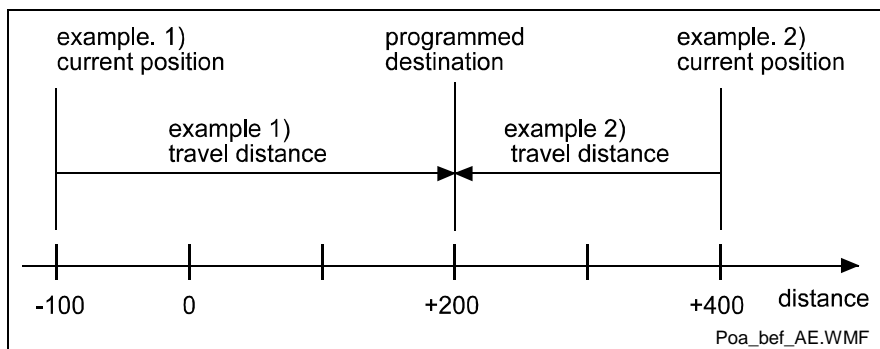 example. 1)
current position
programmed
destination
example. 2)
current position
example 1)
travel distance
example 2)
travel distance
-100
0
+200
+400
distance
Poa_bef_AE.WMF